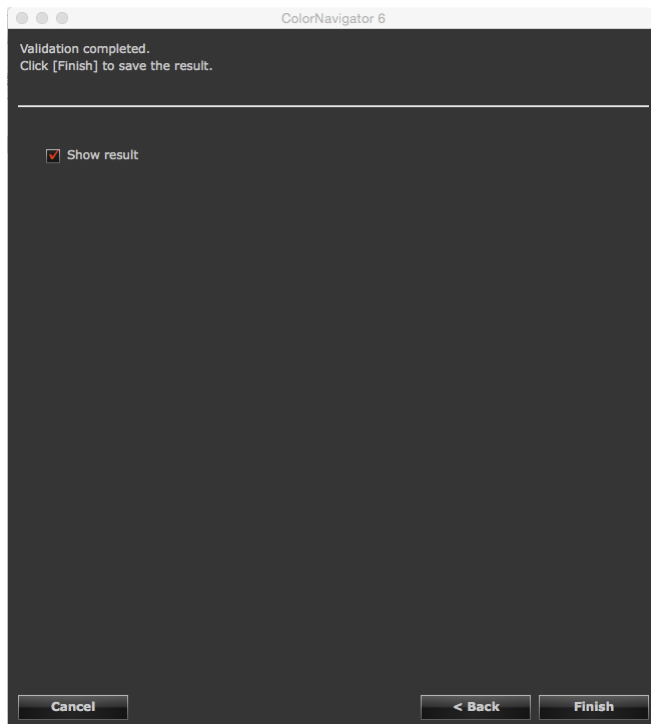 ColorNavigator 6
Validation completed.
Click [Finish] to save the result.
Show result
Cancel
< Back
Finish